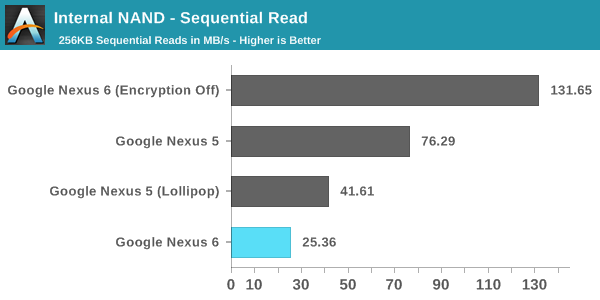 Internal NAND - Sequential Read
256KB Sequential Reads in MB/s - Higher is Better
Google Nexus 6 (Encryption Off) 131.65
Google Nexus 5 76.29
Google Nexus 5 (Lollipop) 41.61
Google Nexus 6 25.36
0 10 30 50 70 90 110 130